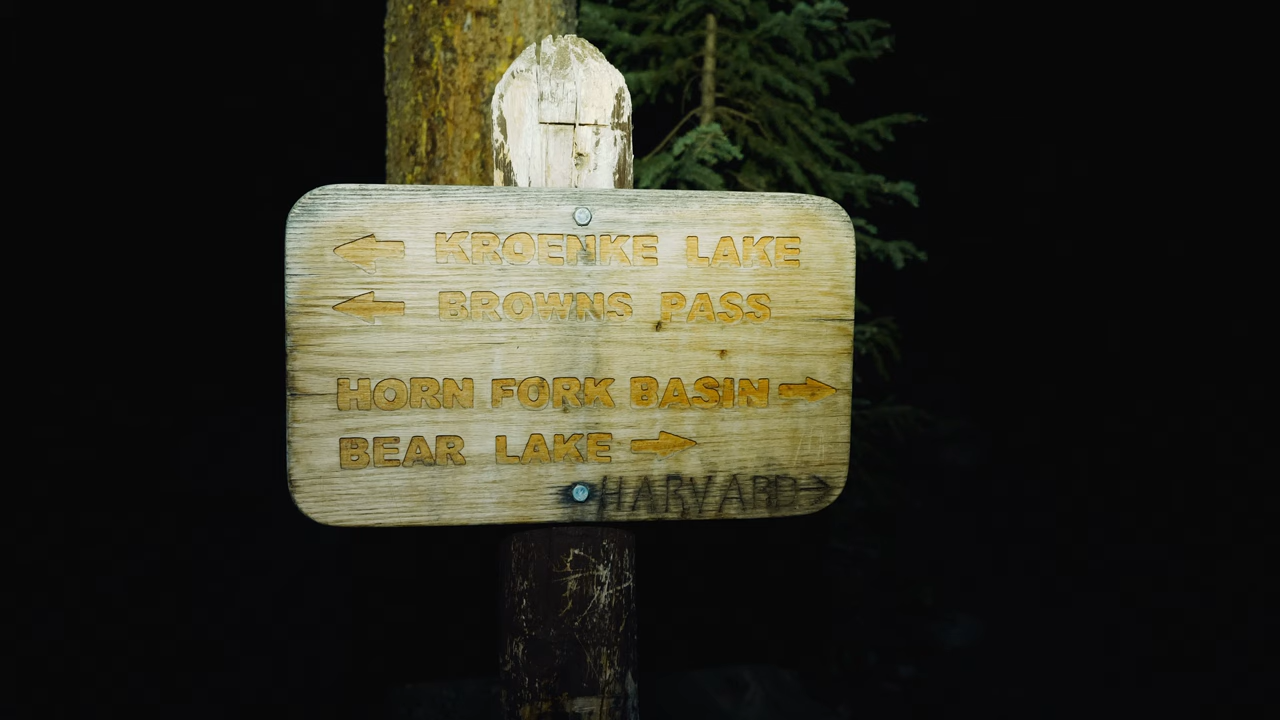 ← KROENKE LAKE
← BROWNS PASS
HORN FORK BASIN →
BEAR LAKE →
HARVARD →